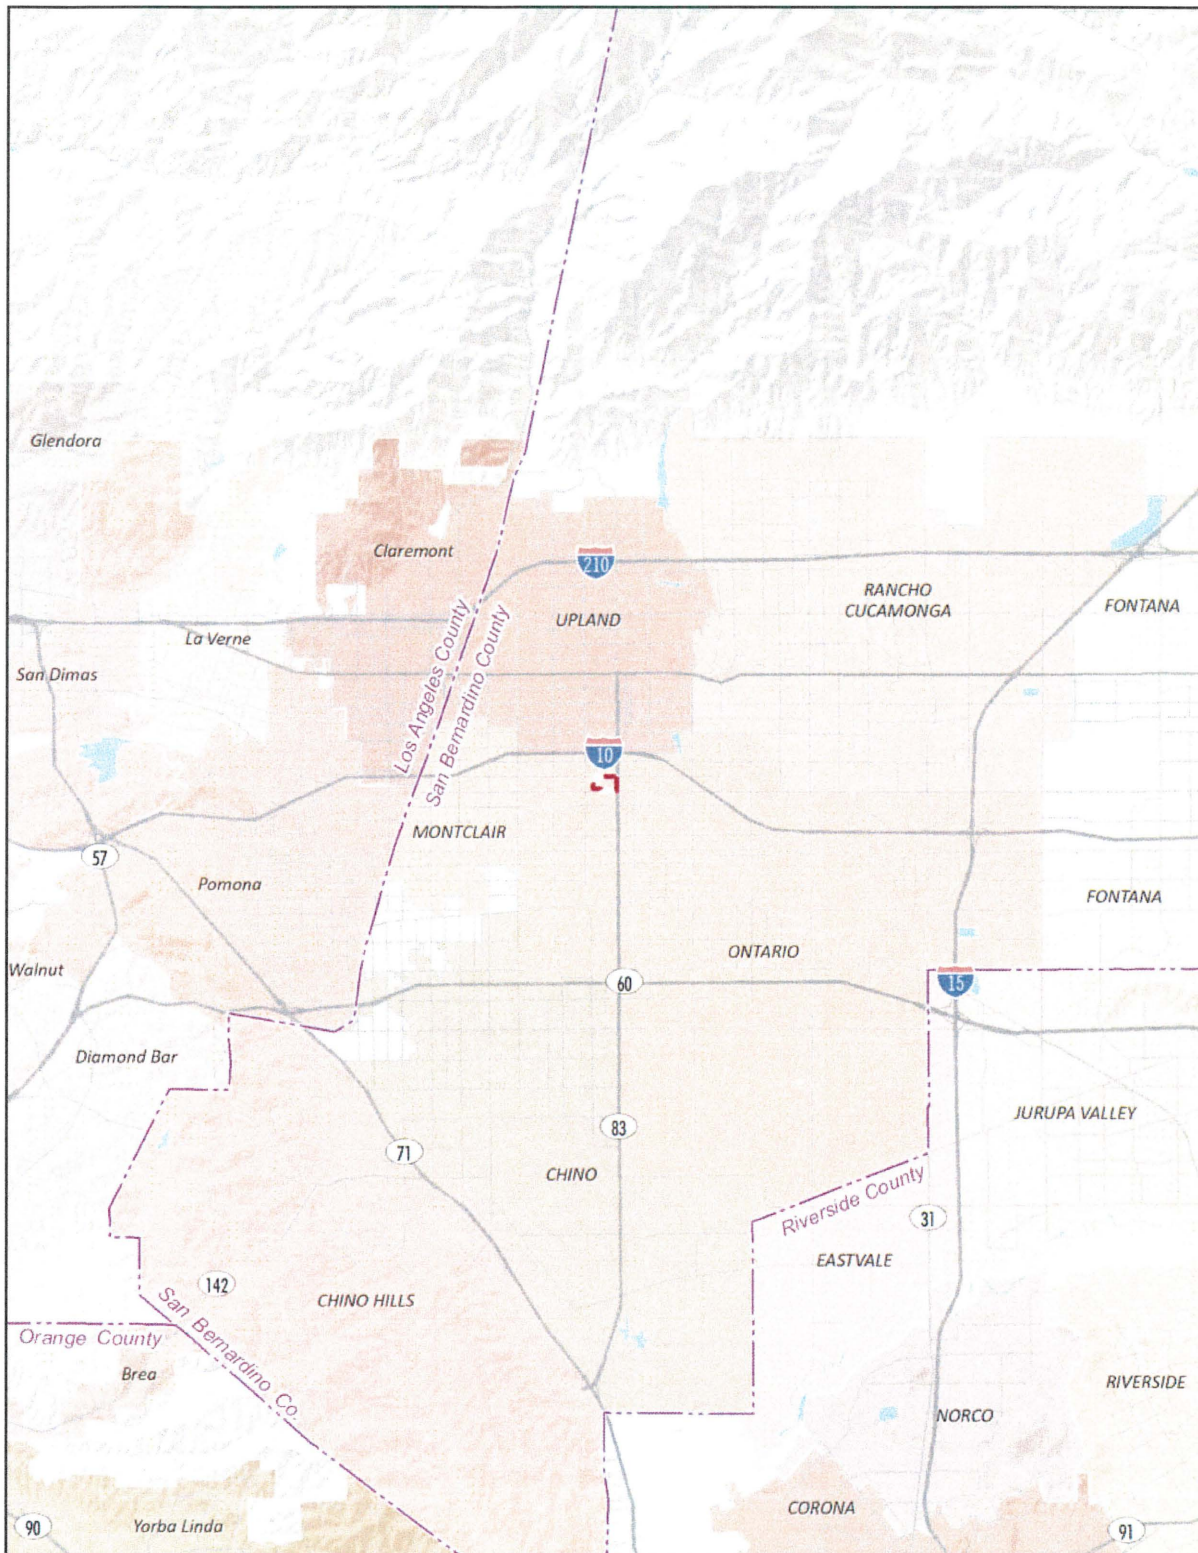 Glendora
Claremont
210
UPLAND
RANCHO
CUCAMONGA
FONTANA
La Verne
San Dimas
Los Angeles County
San Bernardino County
10
MONTCLAIR
57
Pomona
FONTANA
ONTARIO
Walnut
60
15
Diamond Bar
JURUPA VALLEY
83
71
CHINO
Riverside County
31
EASTVALE
142
CHINO HILLS
San Bernardino Co.
Orange County
Brea
RIVERSIDE
NORCO
CORONA
90
Yorba Linda
91